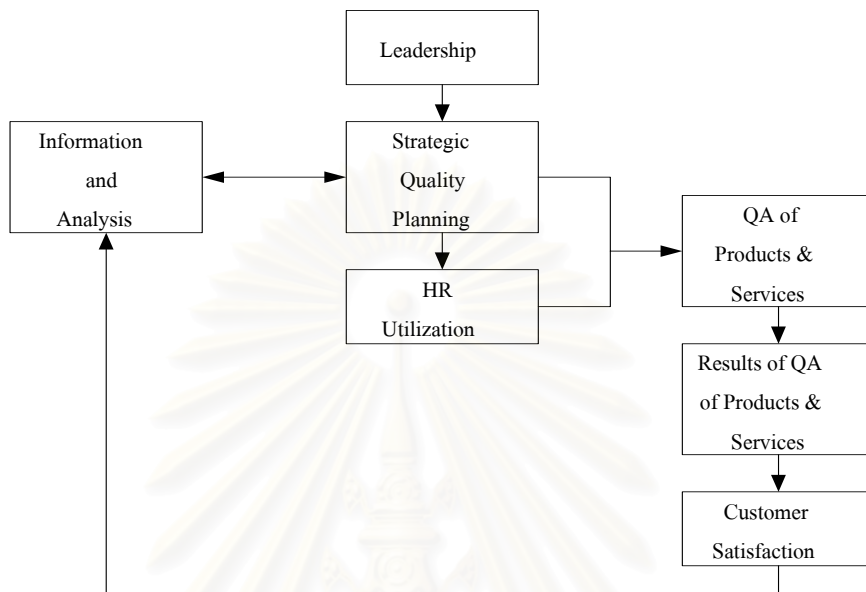 Leadership
Information
and
Analysis
Strategic
Quality
Planning
HR
Utilization
QA of
Products &
Services
Results of QA
of Products &
Services
Customer
Satisfaction